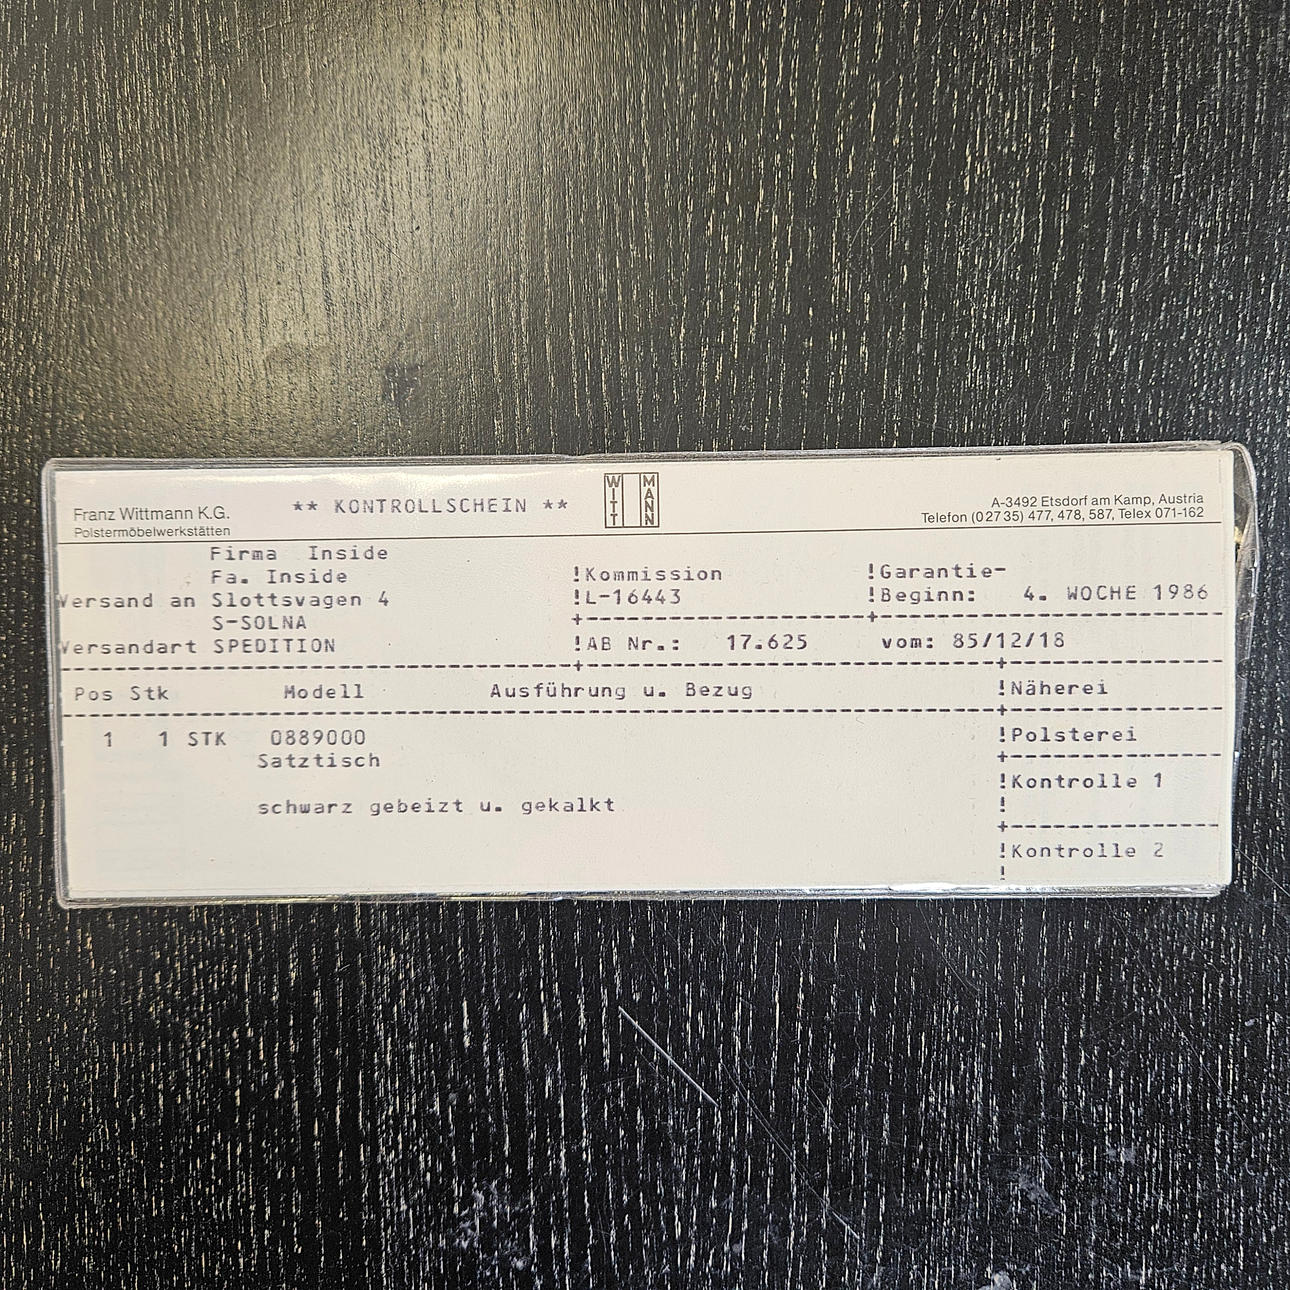 Franz Wittmann K.G.
Polstermöbelwerkstätten
** KONTROLLSCHEIN **
WITT MANN
A-3492 Etsdorf am Kamp, Austria
Telefon (0 27 35) 477, 478, 587, Telex 071-162
Firma Inside
Fa. Inside !Kommission !Garantie-
Versand an Slottsvagen 4 !L-16443 !Beginn: 4. WOCHE 1986
S-SOLNA
Versandart SPEDITION !AB Nr.: 17.625 vom: 85/12/18
Pos Stk Modell Ausführung u. Bezug !Näherei
1 1 STK 0889000 !Polsterei
Satztisch
!Kontrolle 1
schwarz gebeizt u. gekalkt !
!Kontrolle 2
!